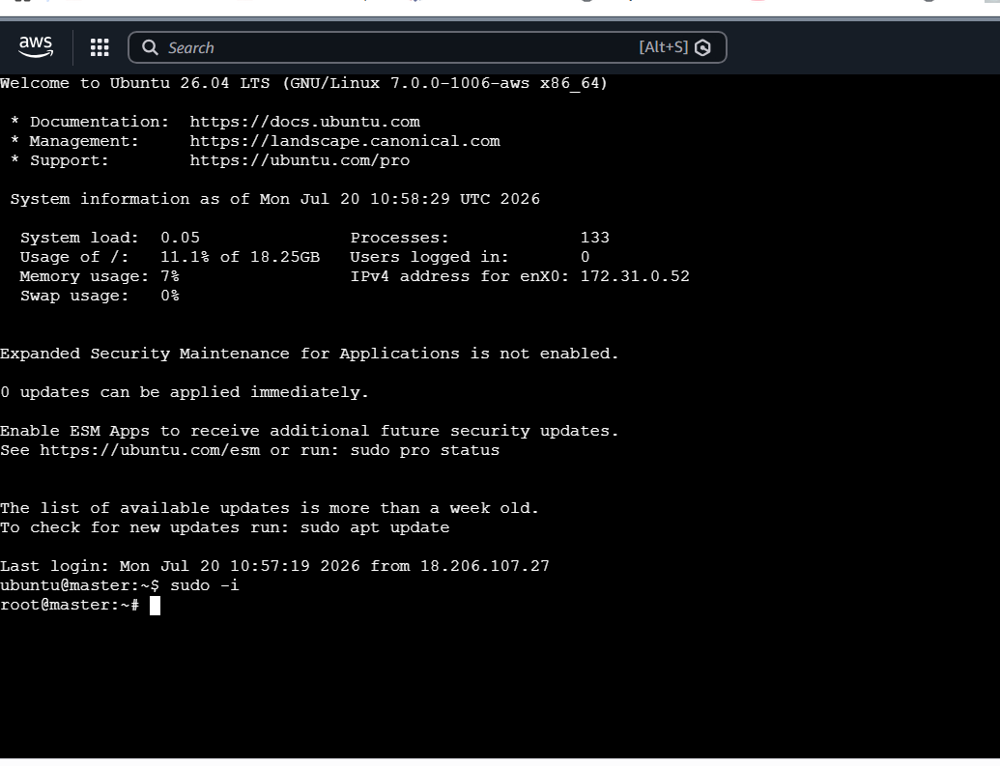 aws
Search [Alt+S]
Welcome to Ubuntu 26.04 LTS (GNU/Linux 7.0.0-1006-aws x86_64)
* Documentation: https://docs.ubuntu.com
* Management: https://landscape.canonical.com
* Support: https://ubuntu.com/pro
System information as of Mon Jul 20 10:58:29 UTC 2026
System load: 0.05 Processes: 133
Usage of /: 11.1% of 18.25GB Users logged in: 0
Memory usage: 7% IPv4 address for enX0: 172.31.0.52
Swap usage: 0%
Expanded Security Maintenance for Applications is not enabled.
0 updates can be applied immediately.
Enable ESM Apps to receive additional future security updates.
See https://ubuntu.com/esm or run: sudo pro status
The list of available updates is more than a week old.
To check for new updates run: sudo apt update
Last login: Mon Jul 20 10:57:19 2026 from 18.206.107.27
ubuntu@master:~$ sudo -i
root@master:~#